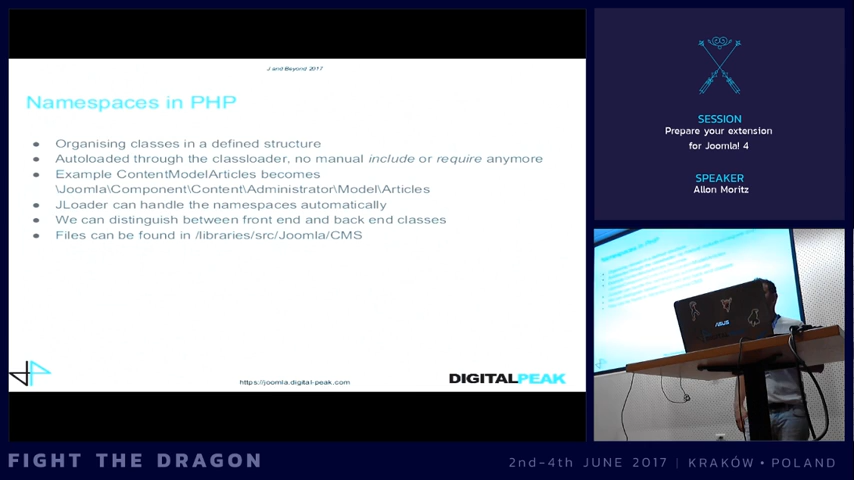 J and Beyond 2017
Namespaces in PHP
Organising classes in a defined structure
Autoloaded through the classloader, no manual include or require anymore
Example ContentModelArticles becomes
\Joomla\Component\Content\Administrator\Model\Articles
JLoader can handle the namespaces automatically
We can distinguish between front end and back end classes
Files can be found in /libraries/src/Joomla/CMS
https://joomla.digital-peak.com
DIGITALPEAK
SESSION
Prepare your extension
for Joomla! 4
SPEAKER
Allon Moritz
Namespaces in PHP
ASUS
FIGHT THE DRAGON
2nd-4th JUNE 2017 | KRAKÓW • POLAND